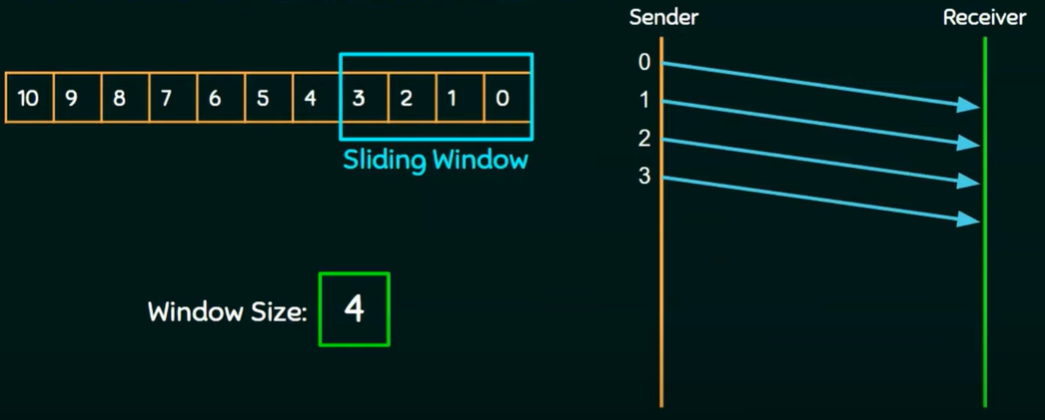 Sender Receiver
10 9 8 7 6 5 4 3 2 1 0
Sliding Window
Window Size: 4
0
1
2
3